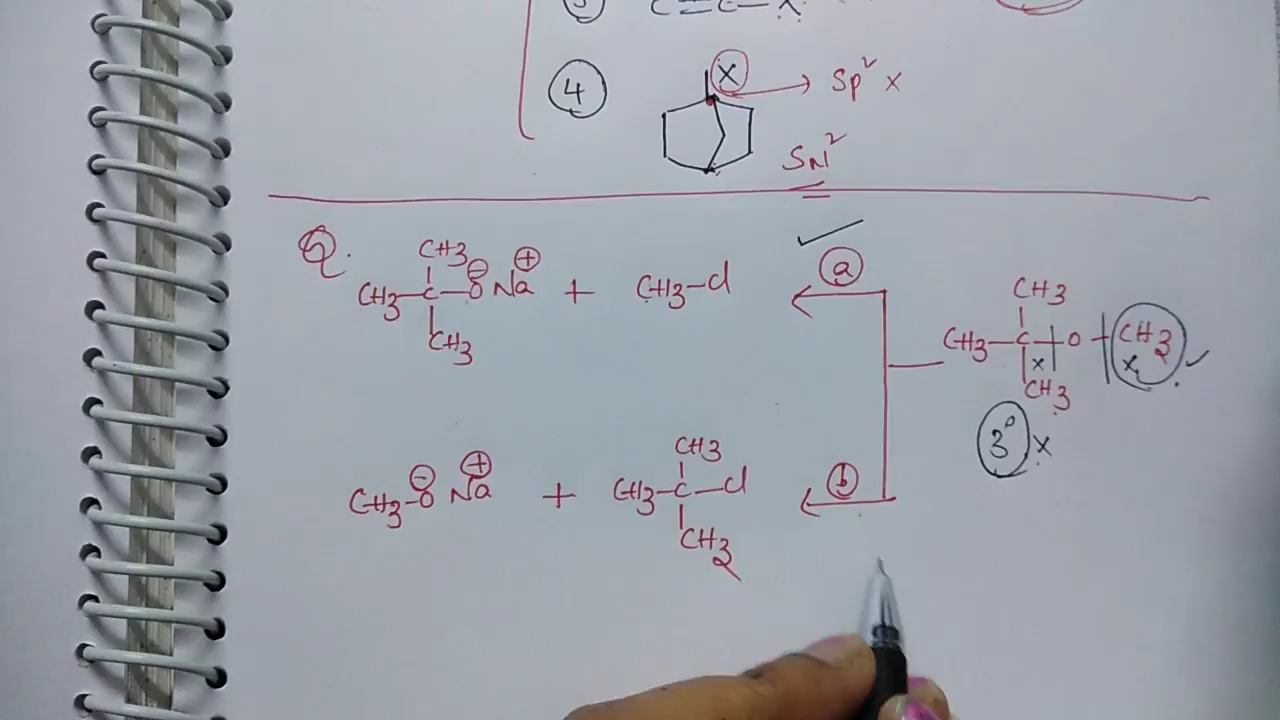 3 C=C-X
4 X → Sp² x
SN²
Q. CH3 CH3-C-O⊖ Na⊕ CH3 + CH3-Cl ← a
CH3 CH3-C-O-CH3 CH3 x x
3° x
CH3-O⊖ Na⊕ + CH3 CH3-C-Cl CH3 ← b